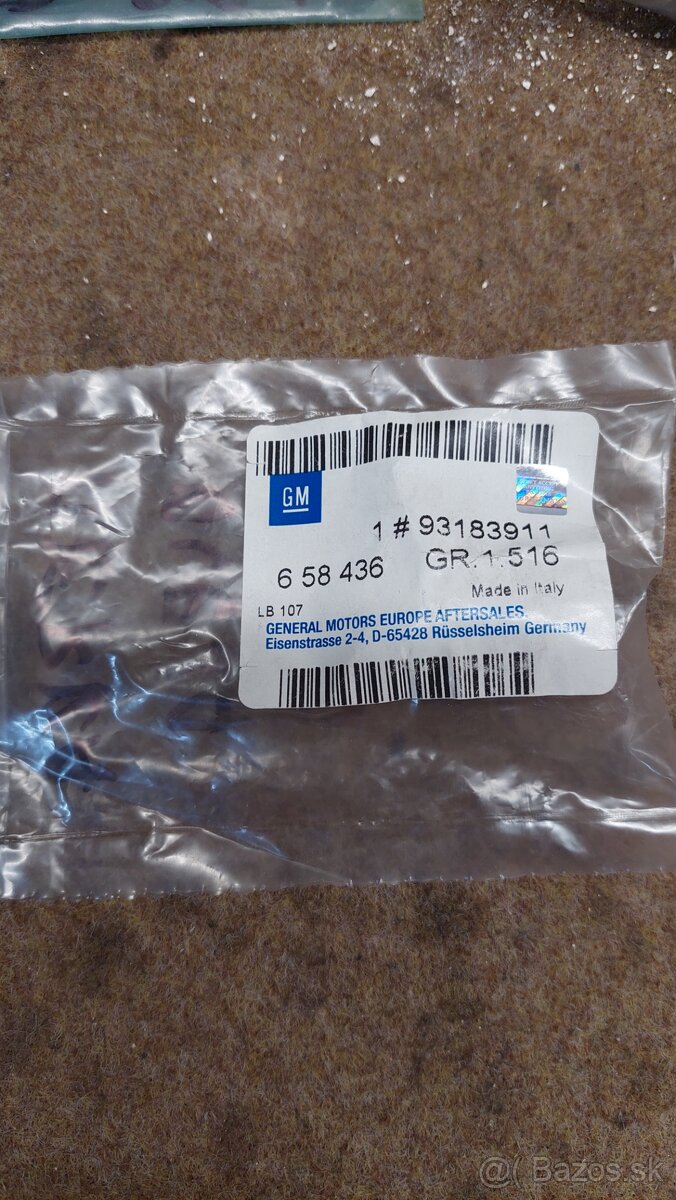 GM
1 # 93183911
6 58 436 GR.1.516
Made in Italy
LB 107
GENERAL MOTORS EUROPE AFTERSALES.
Eisenstrasse 2-4, D-65428 Rüsselsheim Germany
@( Bazos.sk